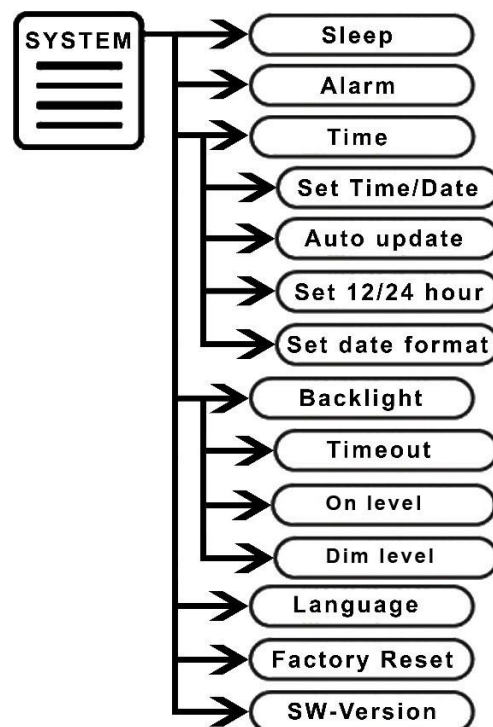 SYSTEM
Sleep
Alarm
Time
Set Time/Date
Auto update
Set 12/24 hour
Set date format
Backlight
Timeout
On level
Dim level
Language
Factory Reset
SW-Version